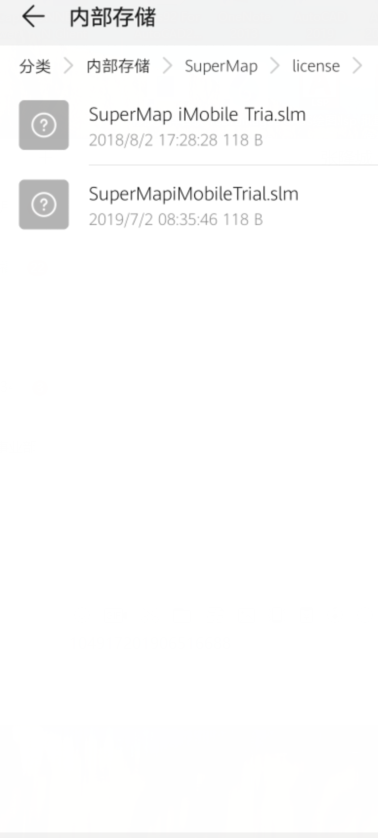 内部存储
分类 > 内部存储 > SuperMap > license >
SuperMap iMobile Tria.slm
2018/8/2 17:28:28 118 B
SuperMapiMobileTrial.slm
2019/7/2 08:35:46 118 B